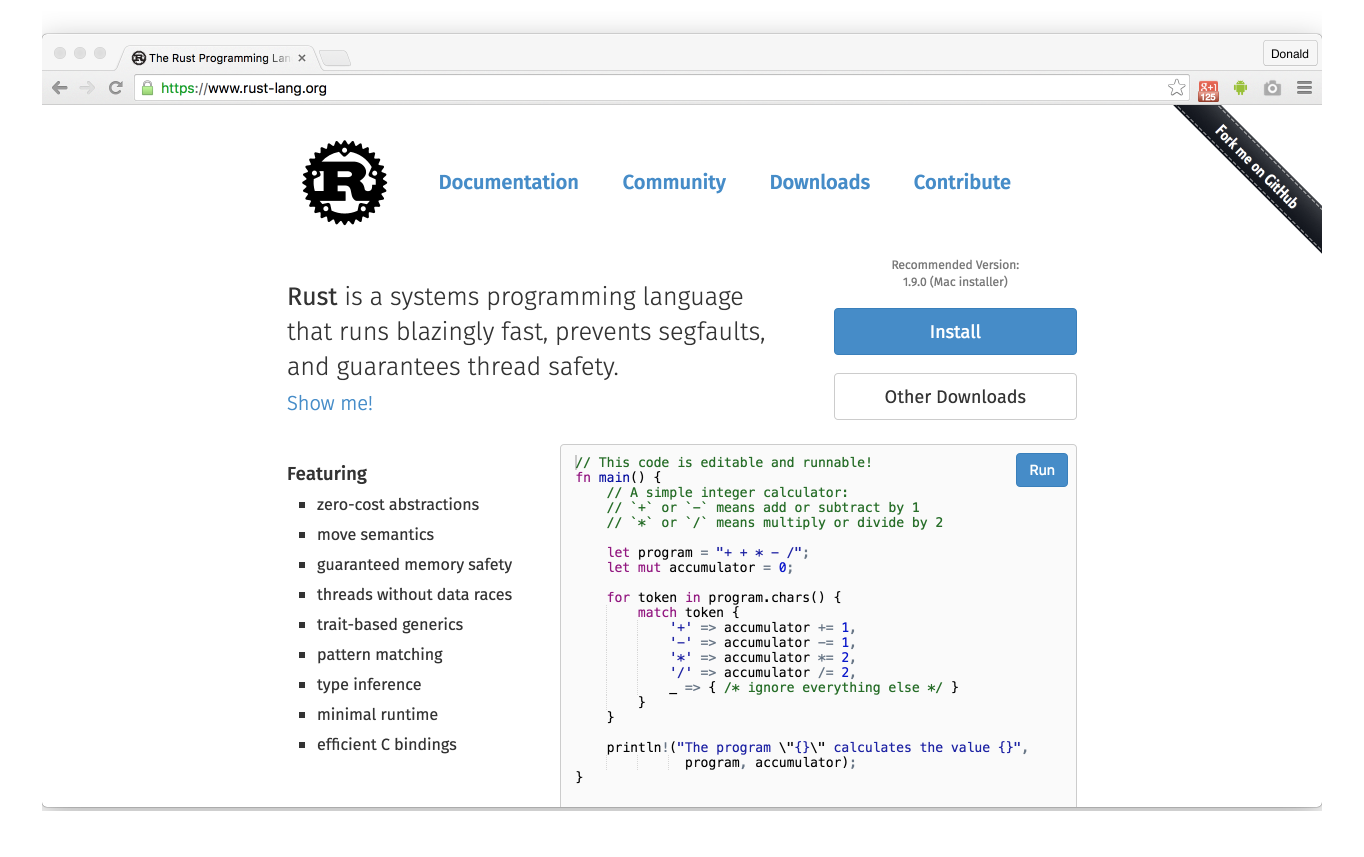 The Rust Programming Lan
Donald
https://www.rust-lang.org
g+1
125
Fork me on GitHub
R
Documentation Community Downloads Contribute
Recommended Version:
1.9.0 (Mac installer)
Rust is a systems programming language
that runs blazingly fast, prevents segfaults,
and guarantees thread safety.
Show me!
Install
Other Downloads
Featuring
zero-cost abstractions
move semantics
guaranteed memory safety
threads without data races
trait-based generics
pattern matching
type inference
minimal runtime
efficient C bindings
Run
// This code is editable and runnable!
fn main() {
    // A simple integer calculator:
    // `+` or `-` means add or subtract by 1
    // `*` or `/` means multiply or divide by 2

    let program = "+ + * - /";
    let mut accumulator = 0;

    for token in program.chars() {
        match token {
            '+' => accumulator += 1,
            '-' => accumulator -= 1,
            '*' => accumulator *= 2,
            '/' => accumulator /= 2,
            _ => { /* ignore everything else */ }
        }
    }

    println!("The program \"{}\" calculates the value {}",
              program, accumulator);
}